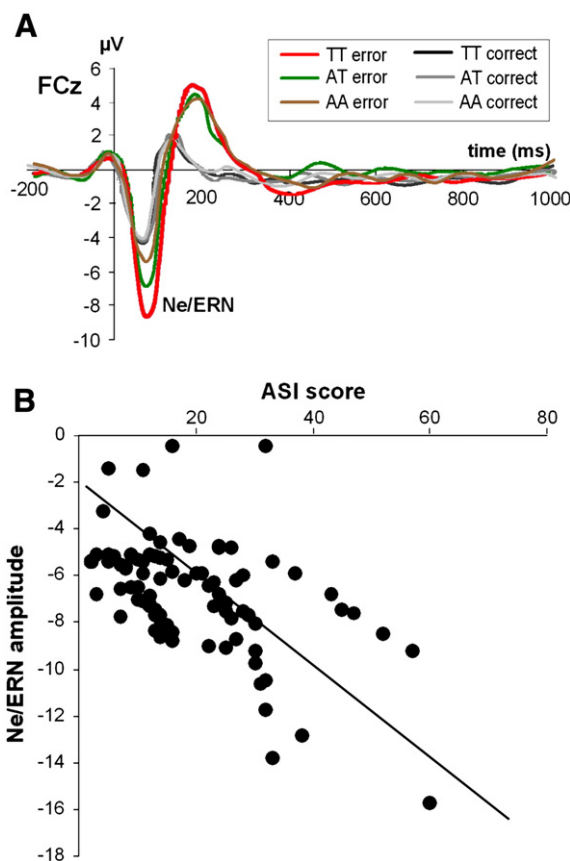 A
µV
FCz
TT error
TT correct
AT error
AT correct
AA error
AA correct
6
4
2
0
-2
-4
-6
-8
-10
time (ms)
-200
200
400
600
800
1000
Ne/ERN
B
ASI score
20
40
60
80
0
-2
-4
-6
-8
-10
-12
-14
-16
-18
Ne/ERN amplitude